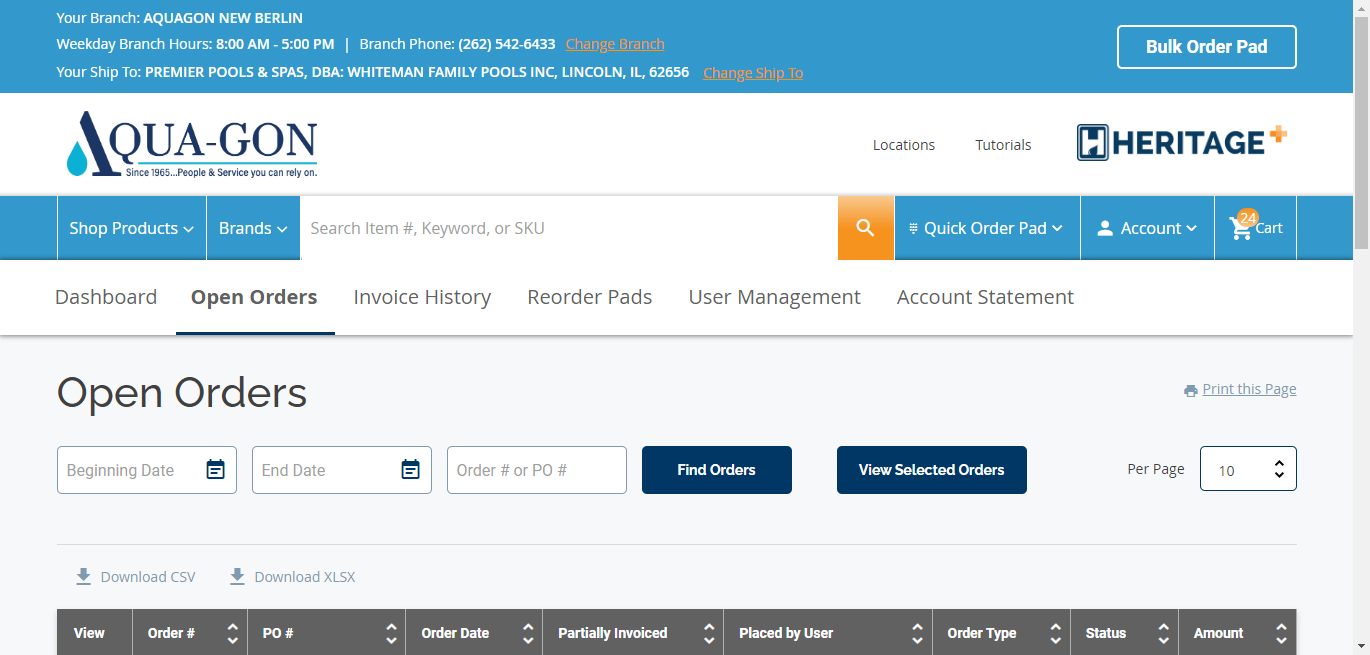 Your Branch: AQUAGON NEW BERLIN
Weekday Branch Hours: 8:00 AM - 5:00 PM | Branch Phone: (262) 542-6433 Change Branch
Your Ship To: PREMIER POOLS & SPAS, DBA: WHITEMAN FAMILY POOLS INC, LINCOLN, IL, 62656 Change Ship To
Bulk Order Pad
AQUA-GON
Since 1965...People & Service you can rely on.
Locations Tutorials
HERITAGE+
Shop Products Brands Search Item #, Keyword, or SKU Quick Order Pad Account 24 Cart
Dashboard Open Orders Invoice History Reorder Pads User Management Account Statement
Open Orders
Print this Page
Beginning Date End Date Order # or PO # Find Orders View Selected Orders Per Page 10
Download CSV Download XLSX
View Order # PO # Order Date Partially Invoiced Placed by User Order Type Status Amount